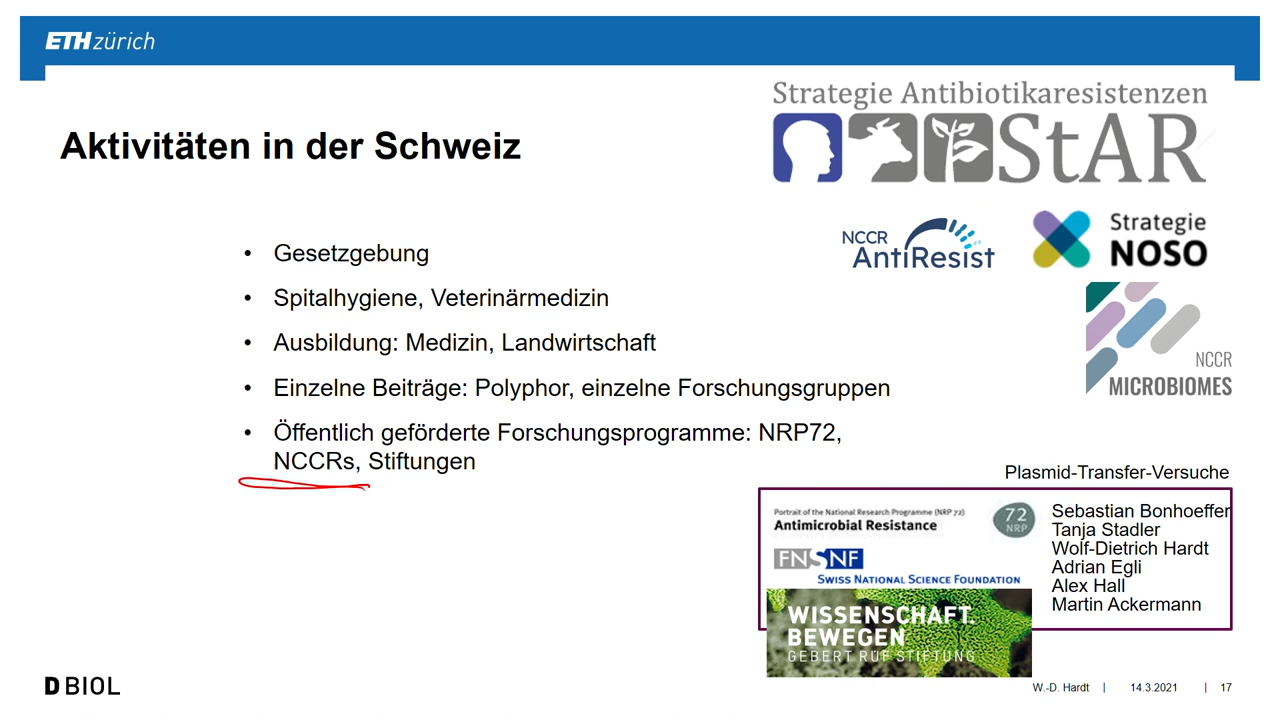 ETH zürich
Strategie Antibiotikaresistenzen
StAR
Aktivitäten in der Schweiz
NCCR
AntiResist
Strategie
NOSO
• Gesetzgebung
• Spitalhygiene, Veterinärmedizin
• Ausbildung: Medizin, Landwirtschaft
• Einzelne Beiträge: Polyphor, einzelne Forschungsgruppen
• Öffentlich geförderte Forschungsprogramme: NRP72,
NCCRs, Stiftungen
NCCR
MICROBIOMES
Plasmid-Transfer-Versuche
Portrait of the National Research Programme (NRP 72)
Antimicrobial Resistance
72
NRP
FNSNF
SWISS NATIONAL SCIENCE FOUNDATION
WISSENSCHAFT.
BEWEGEN
GEBERT RÜF STIFTUNG
Sebastian Bonhoeffer
Tanja Stadler
Wolf-Dietrich Hardt
Adrian Egli
Alex Hall
Martin Ackermann
D BIOL
W.-D. Hardt | 14.3.2021 | 17